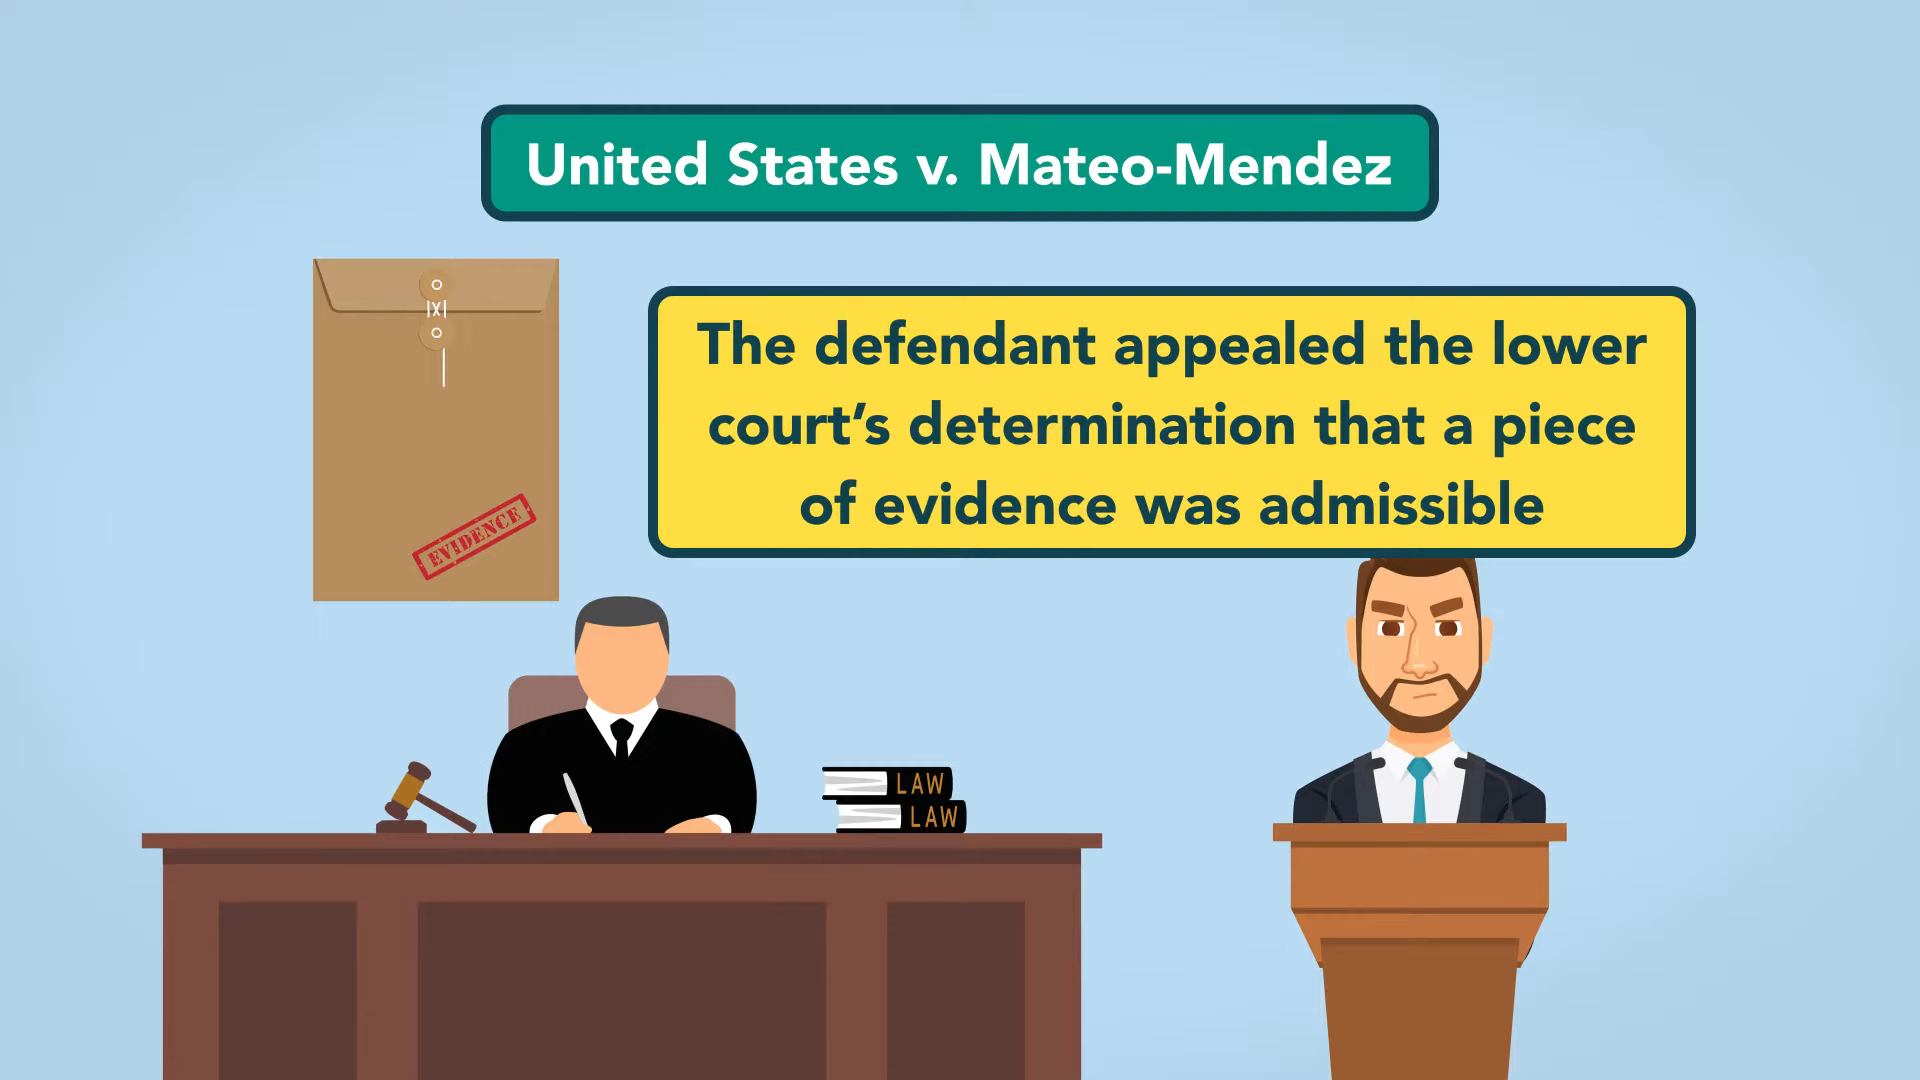 United States v. Mateo-Mendez
The defendant appealed the lower
court’s determination that a piece
of evidence was admissible
EVIDENCE
LAW
LAW